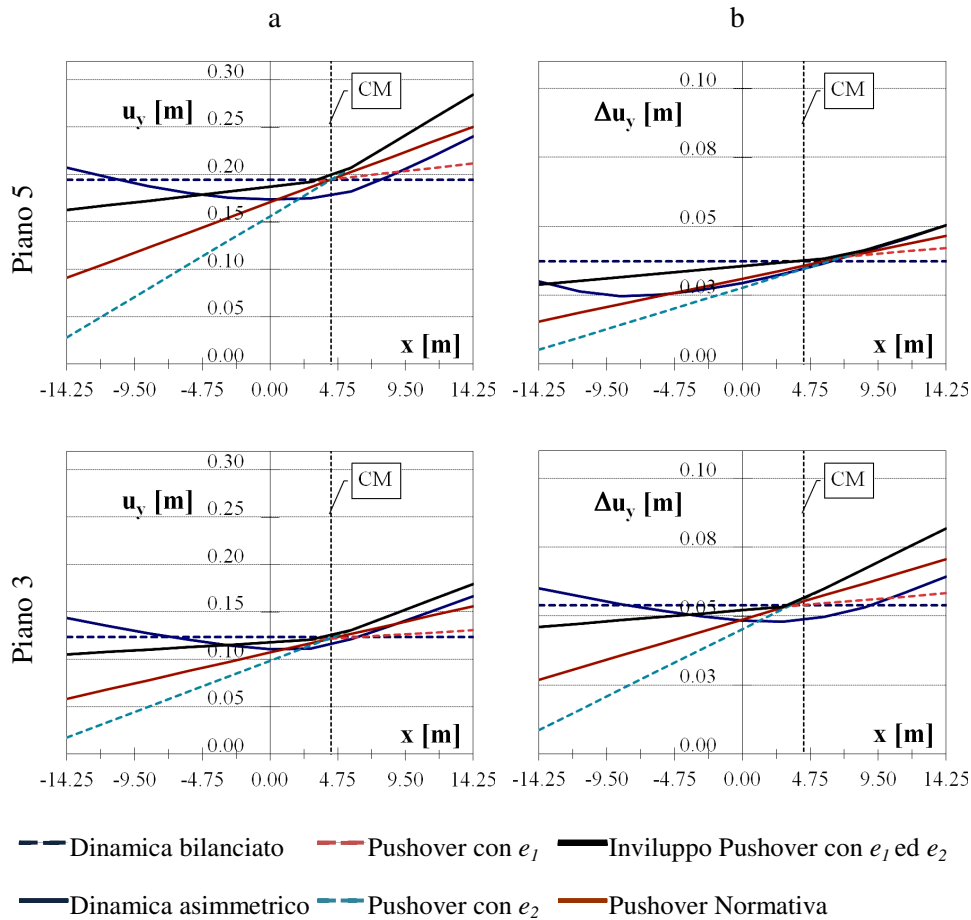 a
b
Piano 5
0.30
u_y [m]
CM
0.25
0.20
0.15
0.10
0.05
0.00
x [m]
-14.25 -9.50 -4.75 0.00 4.75 9.50 14.25
0.10
Δu_y [m]
CM
0.08
0.05
0.03
0.00
x [m]
-14.25 -9.50 -4.75 0.00 4.75 9.50 14.25
Piano 3
0.30
u_y [m]
CM
0.25
0.20
0.15
0.10
0.05
0.00
x [m]
-14.25 -9.50 -4.75 0.00 4.75 9.50 14.25
0.10
Δu_y [m]
CM
0.08
0.05
0.03
0.00
x [m]
-14.25 -9.50 -4.75 0.00 4.75 9.50 14.25
Dinamica bilanciato
Pushover con e_1
Inviluppo Pushover con e_1 ed e_2
Dinamica asimmetrico
Pushover con e_2
Pushover Normativa